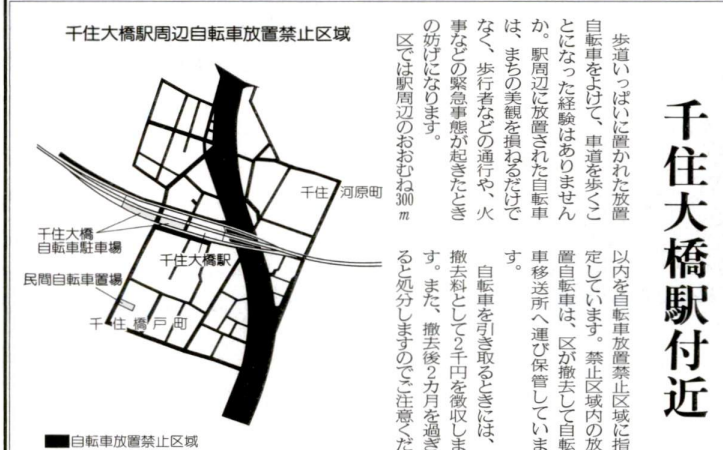 千住大橋駅付近
歩道いっぱいに置かれた放置
自転車をよけて、車道を歩くこ
とになった経験はありません
か。駅周辺に放置された自転車
は、まちの美観を損ねるだけで
なく、歩行者などの通行や、火
事などの緊急事態が起きたとき
の妨げになります。
区では駅周辺のおおむね300m
以内を自転車放置禁止区域に指
定しています。禁止区域内の放
置自転車は、区が撤去して自転
車移送所へ運び保管していま
す。
自転車を引き取るときには、
撤去料として2千円を徴収しま
す。また、撤去後2カ月を過ぎ
ると処分しますのでご注意くだ
千住大橋駅周辺自転車放置禁止区域
千住河原町
千住大橋
自転車駐車場
千住大橋駅
民間自転車置場
千住橋戸町
自転車放置禁止区域